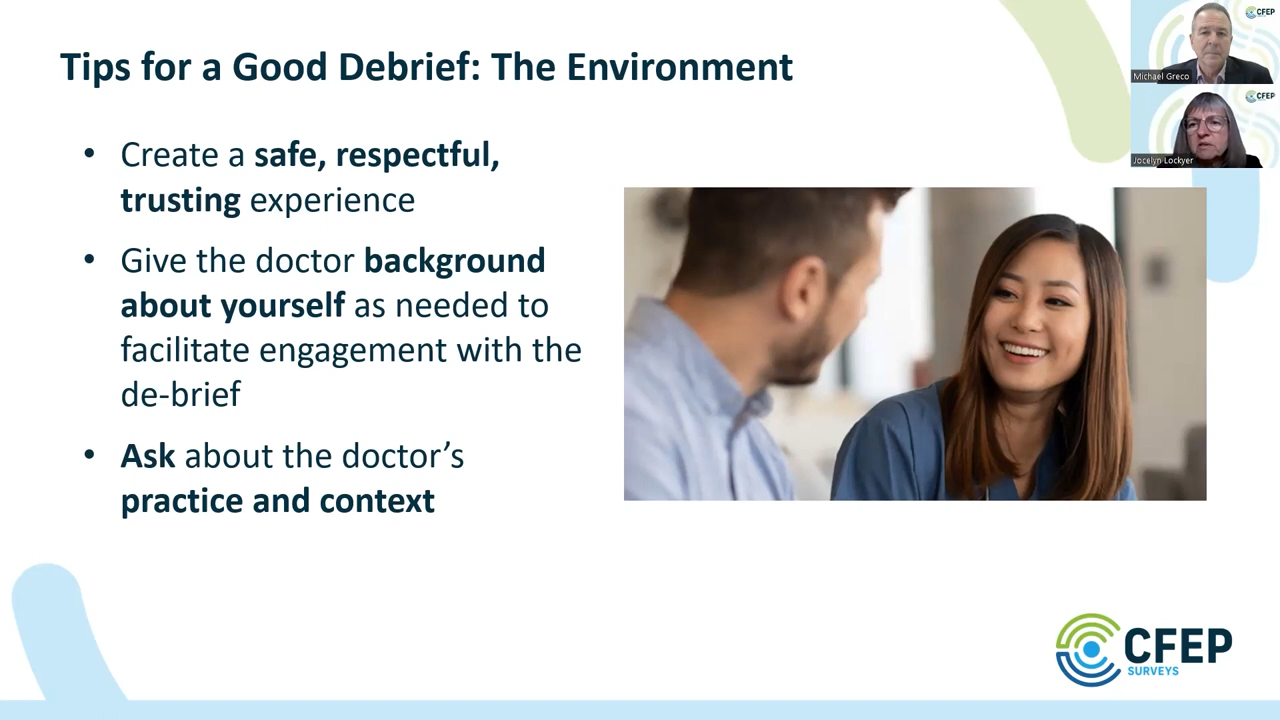 Tips for a Good Debrief: The Environment
• Create a safe, respectful,
trusting experience
• Give the doctor background
about yourself as needed to
facilitate engagement with the
de-brief
• Ask about the doctor’s
practice and context
CFEP
Michael Greco
CFEP
Jocelyn Lockyer
CFEP
SURVEYS